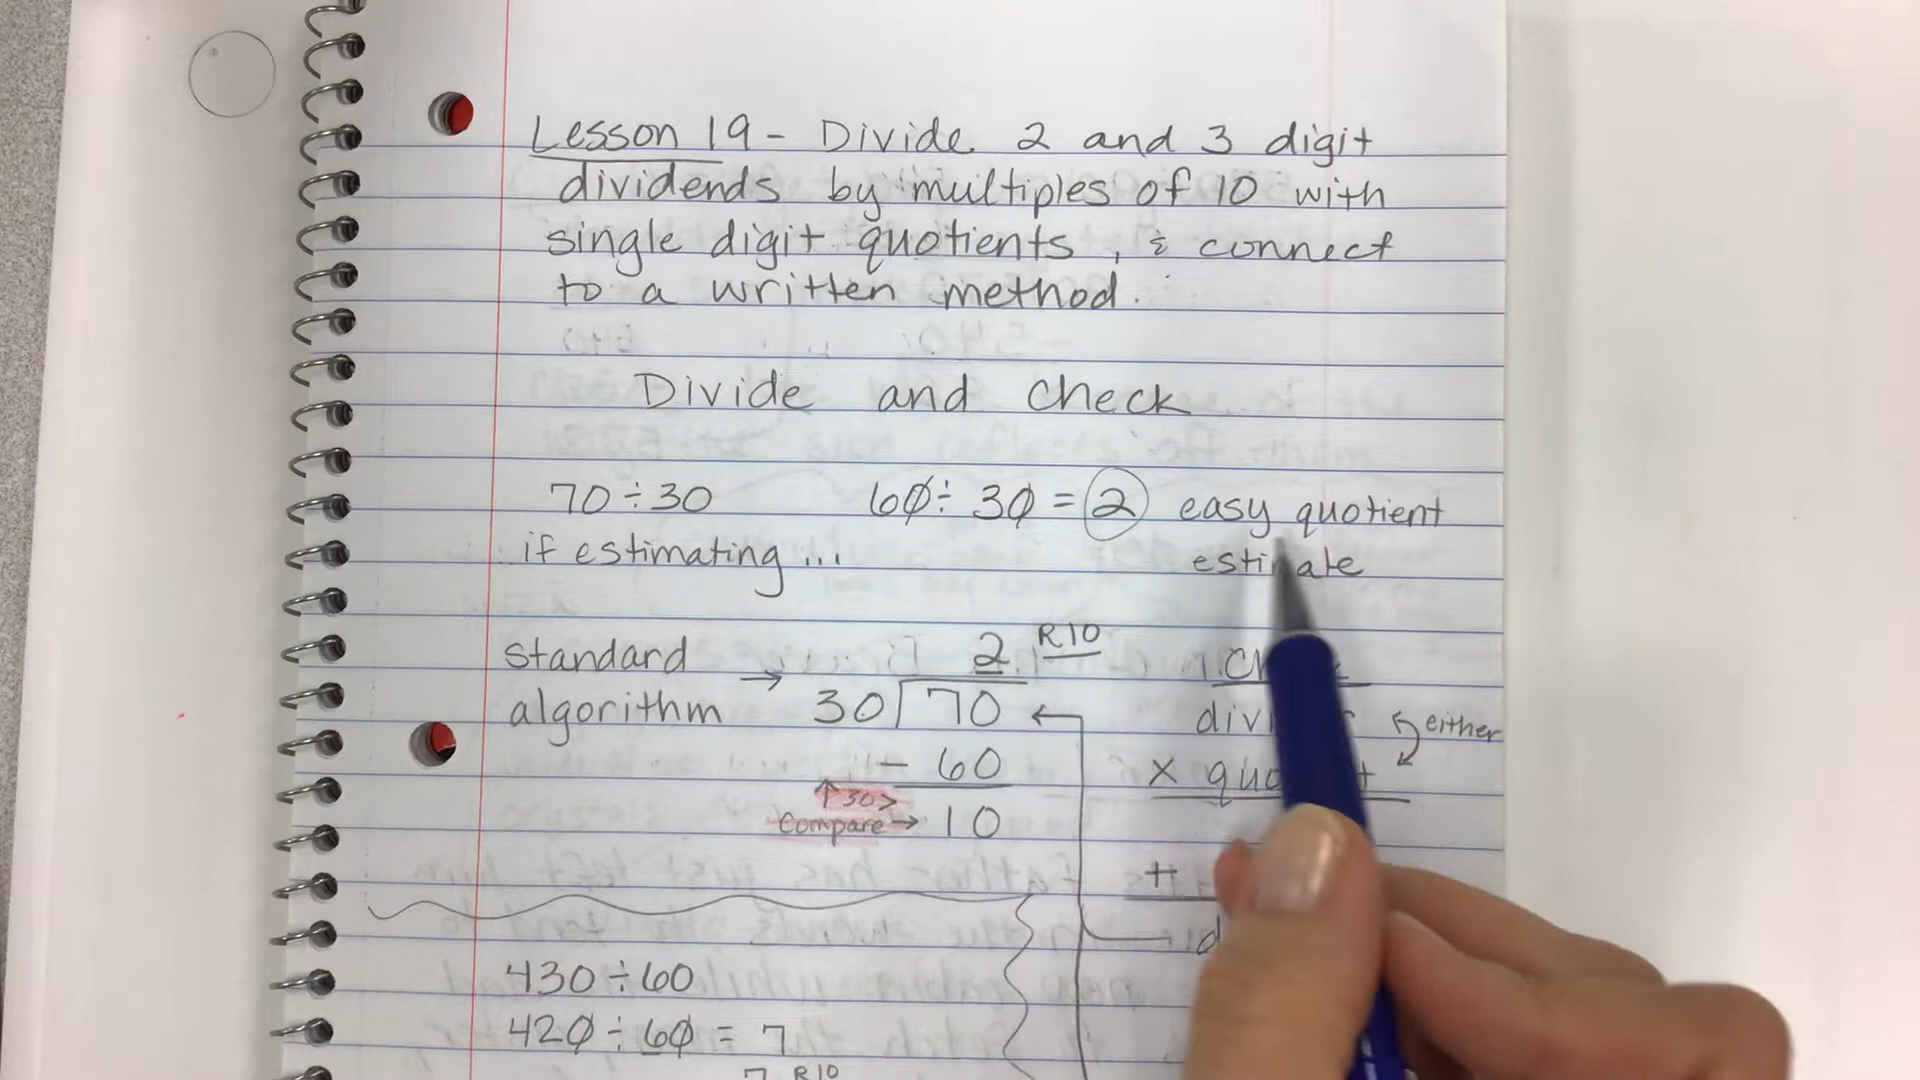 Lesson 19 - Divide 2 and 3 digit
dividends by multiples of 10 with
single digit quotients, & connect
to a written method.
Divide and Check
70 ÷ 30
60 ÷ 30 = 2 easy quotient
estimate
if estimating...
standard
algorithm →
2 R10
30 70
- 60
↑ 30 >
Compare → 10
either
x
+
430 ÷ 60
420 ÷ 60 = 7
7 R10